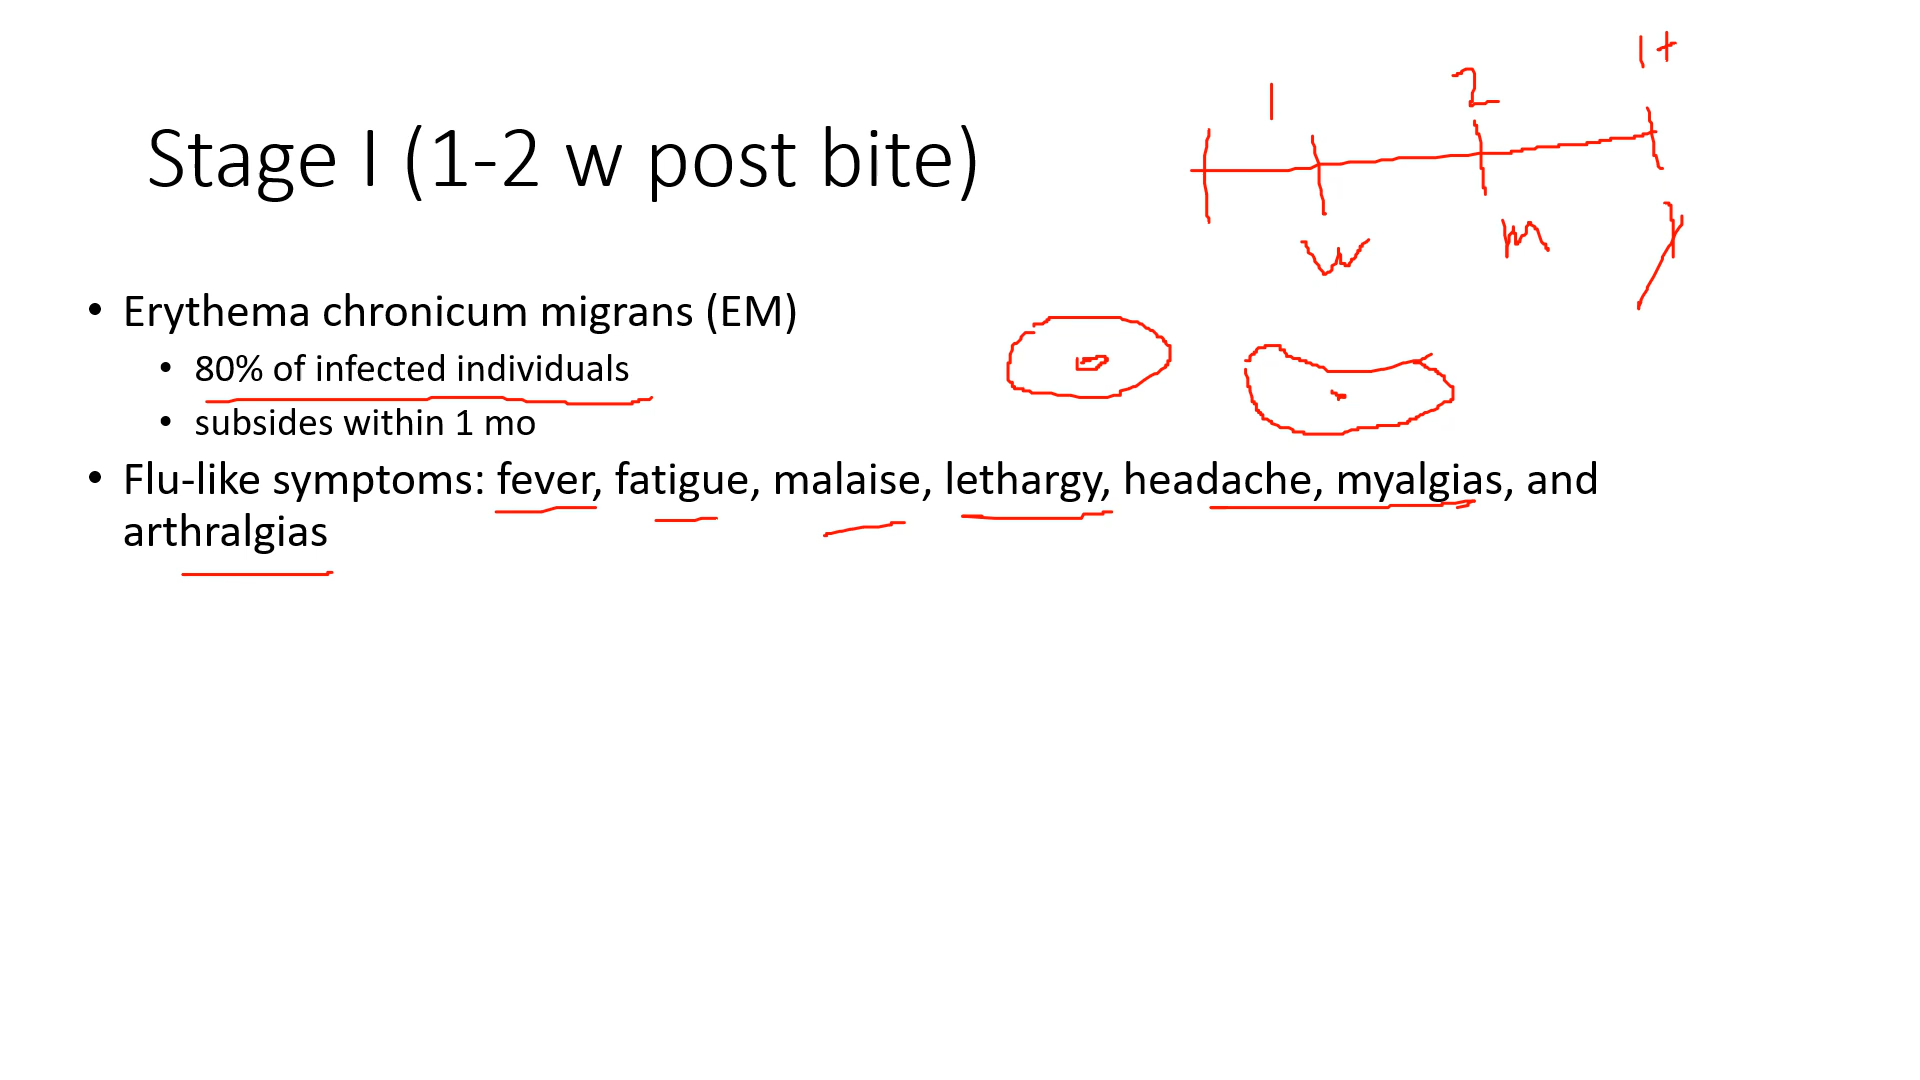 1+
1 2
Stage I (1-2 w post bite)
w m y
• Erythema chronicum migrans (EM)
• 80% of infected individuals
• subsides within 1 mo
• Flu-like symptoms: fever, fatigue, malaise, lethargy, headache, myalgias, and
arthralgias